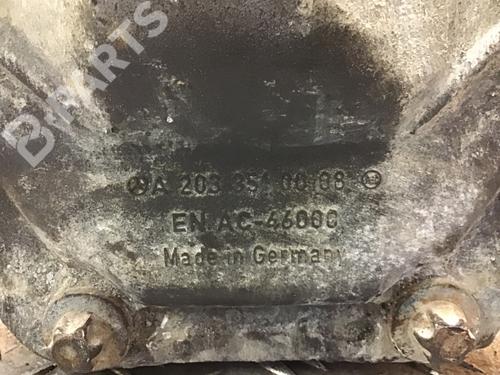 B-PARTS
A 203 351 00 08
EN AC-46000
Made in Germany